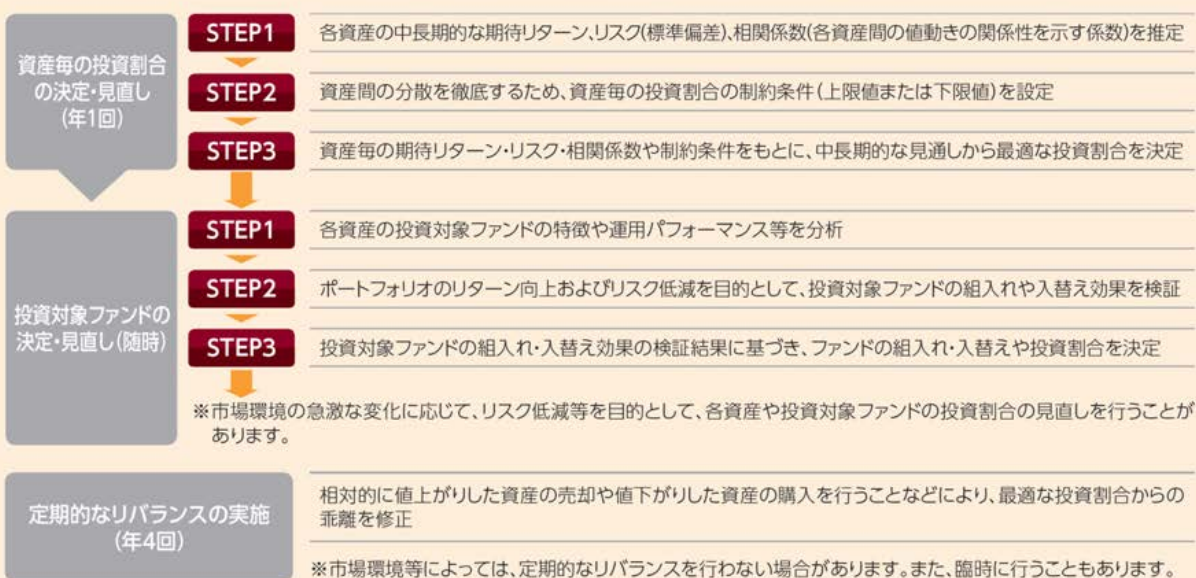 資産毎の投資割合
の決定・見直し
(年1回)
STEP1
各資産の中長期的な期待リターン、リスク(標準偏差)、相関係数(各資産間の値動きの関係性を示す係数)を推定
STEP2
資産間の分散を徹底するため、資産毎の投資割合の制約条件(上限値または下限値)を設定
STEP3
資産毎の期待リターン・リスク・相関係数や制約条件をもとに、中長期的な見通しから最適な投資割合を決定
投資対象ファンドの
決定・見直し(随時)
STEP1
各資産の投資対象ファンドの特徴や運用パフォーマンス等を分析
STEP2
ポートフォリオのリターン向上およびリスク低減を目的として、投資対象ファンドの組入れや入替え効果を検証
STEP3
投資対象ファンドの組入れ・入替え効果の検証結果に基づき、ファンドの組入れ・入替えや投資割合を決定
※市場環境の急激な変化に応じて、リスク低減等を目的として、各資産や投資対象ファンドの投資割合の見直しを行うことが
あります。
定期的なリバランスの実施
(年4回)
相対的に値上がりした資産の売却や値下がりした資産の購入を行うことなどにより、最適な投資割合からの
乖離を修正
※市場環境等によっては、定期的なリバランスを行わない場合があります。また、臨時に行うこともあります。